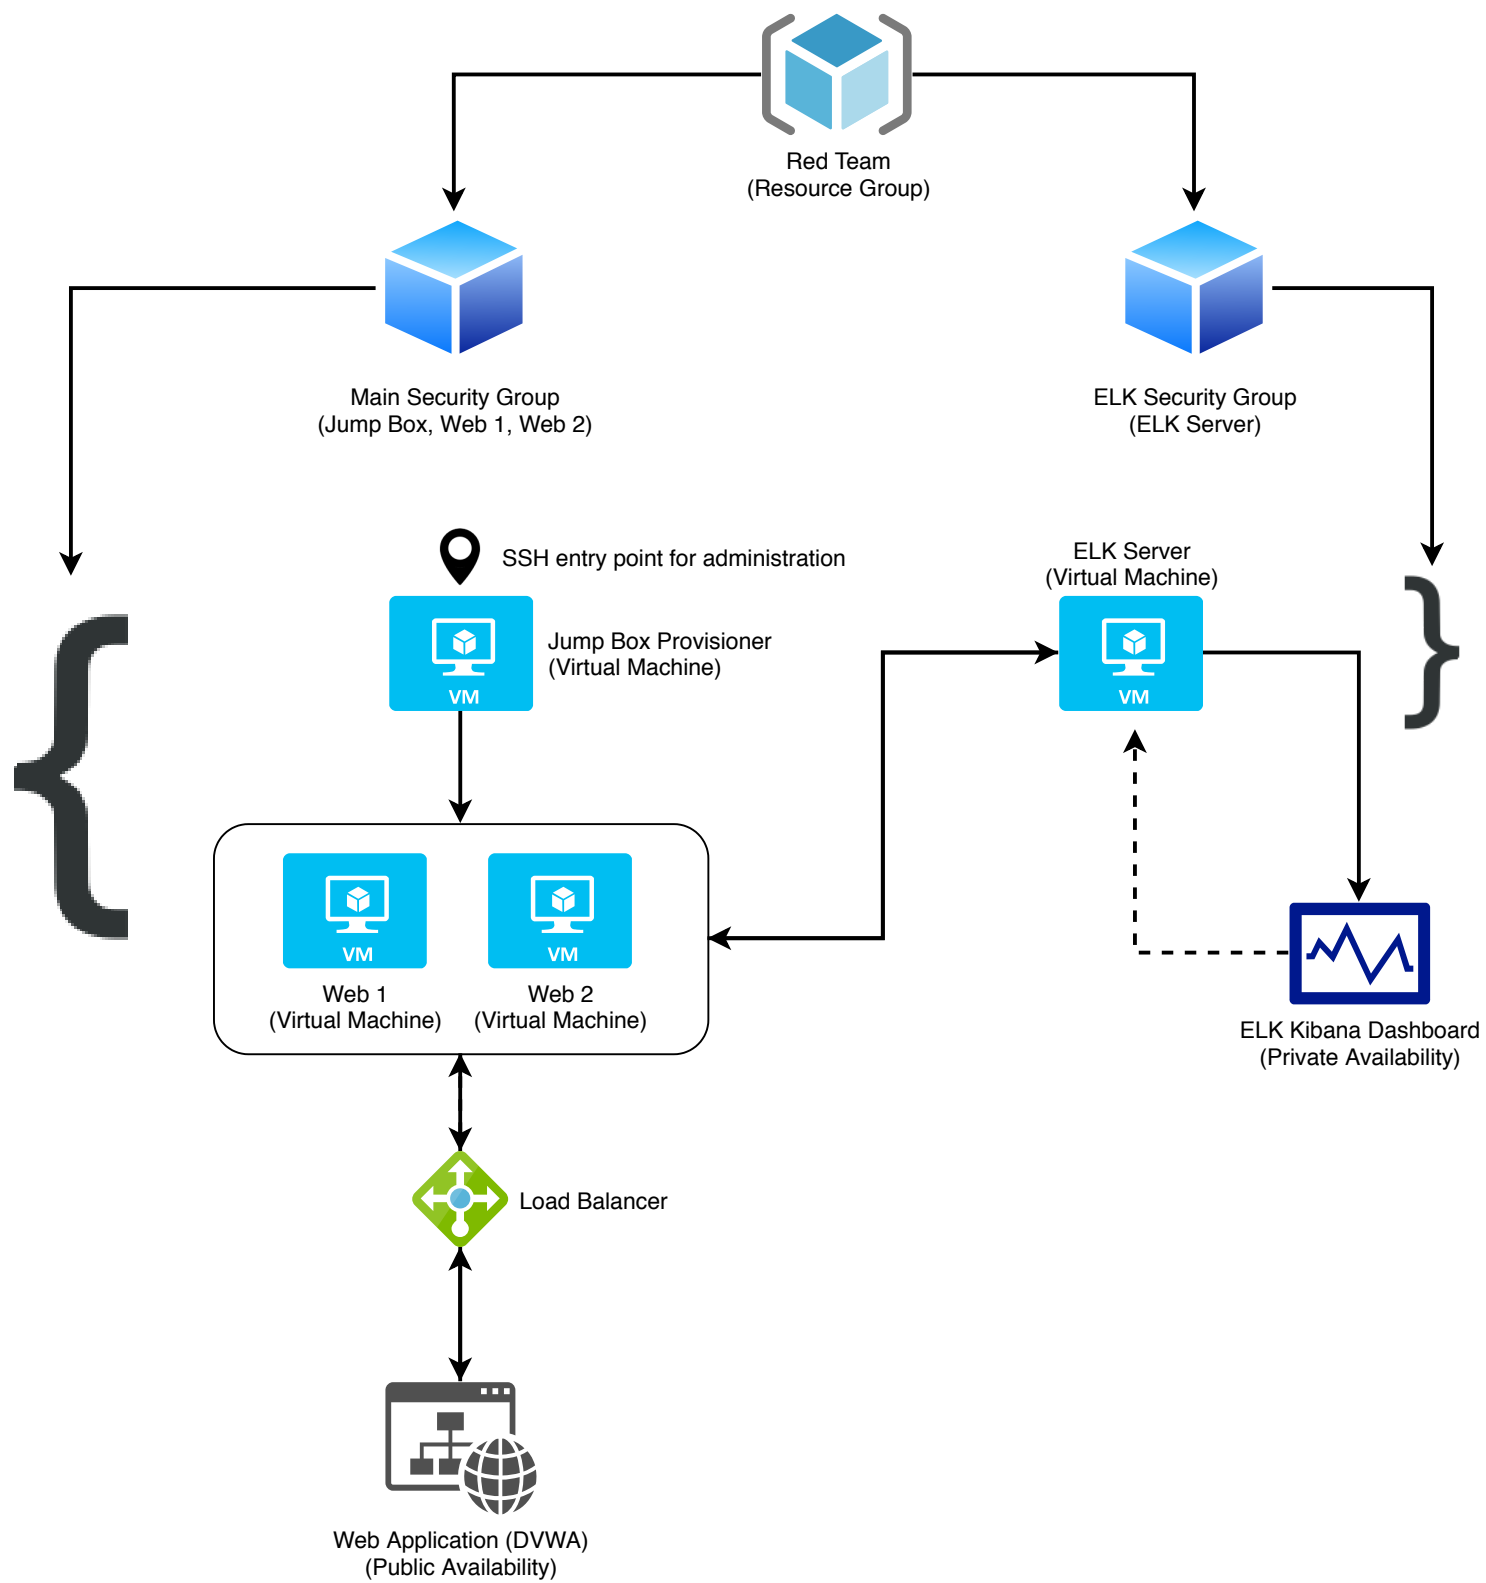 Red Team
(Resource Group)
Main Security Group
(Jump Box, Web 1, Web 2)
ELK Security Group
(ELK Server)
SSH entry point for administration
Jump Box Provisioner
(Virtual Machine)
VM
ELK Server
(Virtual Machine)
VM
VM
VM
Web 1
(Virtual Machine)
Web 2
(Virtual Machine)
ELK Kibana Dashboard
(Private Availability)
Load Balancer
Web Application (DVWA)
(Public Availability)